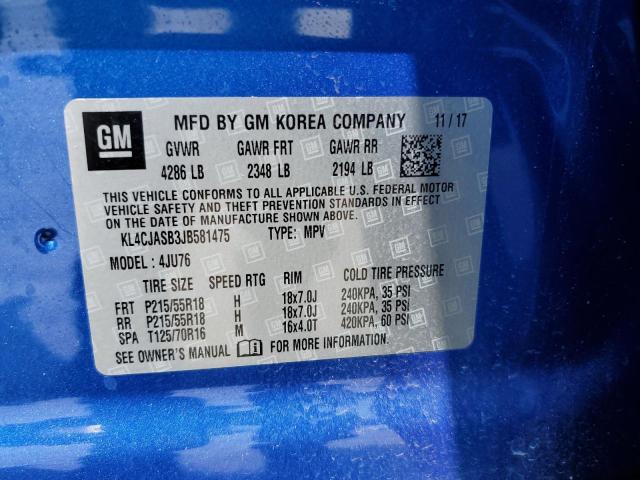 GM MFD BY GM KOREA COMPANY 11/17
GVWR GAWR FRT GAWR RR
4286 LB 2348 LB 2194 LB
THIS VEHICLE CONFORMS TO ALL APPLICABLE U.S. FEDERAL MOTOR
VEHICLE SAFETY AND THEFT PREVENTION STANDARDS IN EFFECT
ON THE DATE OF MANUFACTURE SHOWN ABOVE.
KL4CJASB3JB581475 TYPE: MPV
MODEL : 4JU76
TIRE SIZE SPEED RTG RIM COLD TIRE PRESSURE
FRT P215/55R18 H 18x7.0J 240KPA, 35 PSI
RR P215/55R18 H 18x7.0J 240KPA, 35 PSI
SPA T125/70R16 M 16x4.0T 420KPA, 60 PSI
SEE OWNER'S MANUAL FOR MORE INFORMATION.